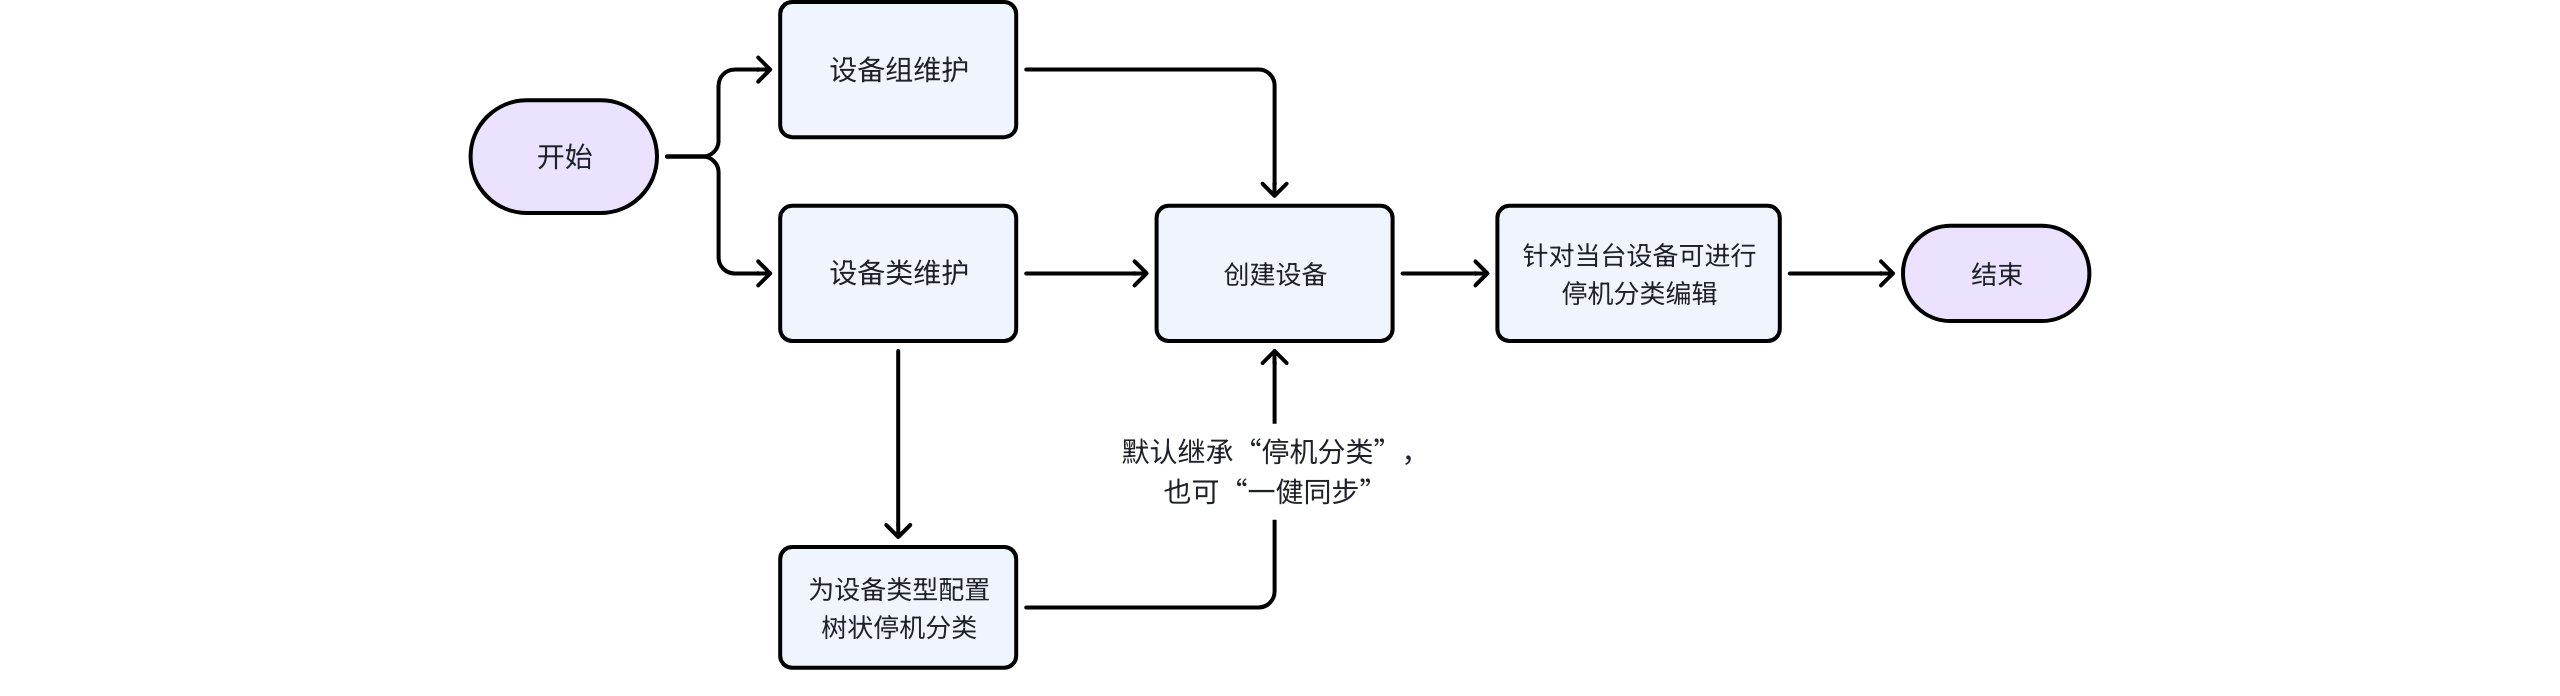 设备组维护
开始
设备类维护
创建设备
针对当台设备可进行
停机分类编辑
结束
默认继承“停机分类”，
也可“一健同步”
为设备类型配置
树状停机分类